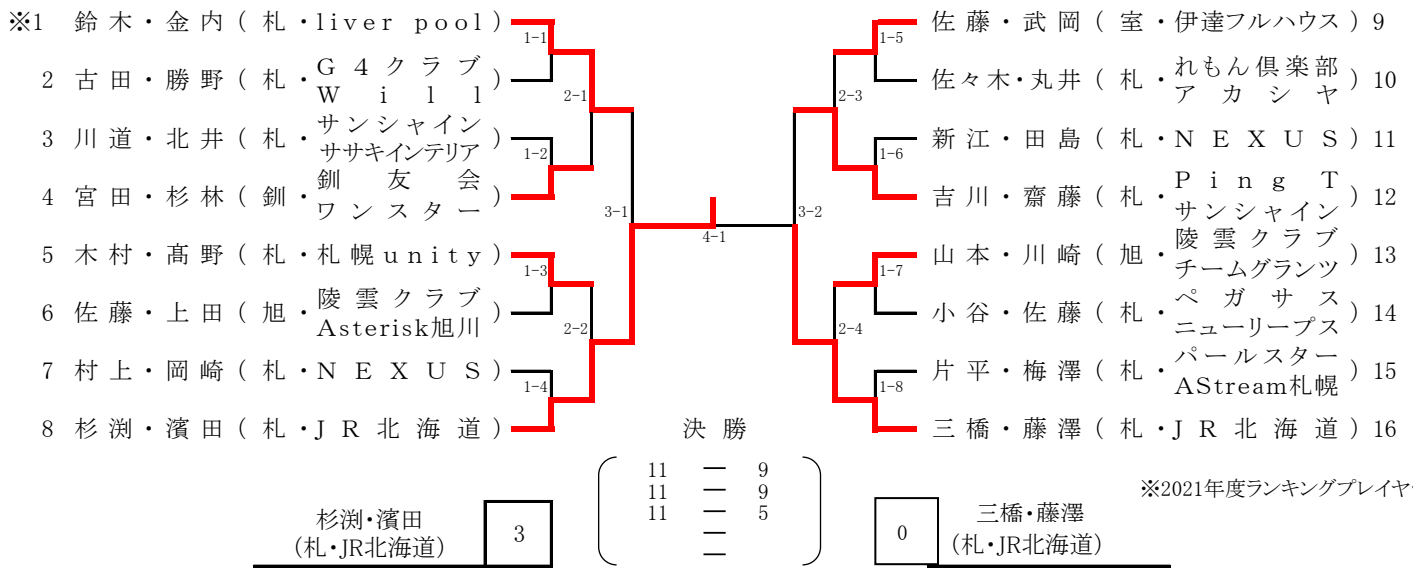 ※1 鈴木・金内(札・liver pool)
2 古田・勝野(札・G4クラブ
Will)
3 川道・北井(札・サンシャイン
ササキインテリア)
4 宮田・杉林(釧・釧友会
ワンスター)
5 木村・髙野(札・札幌unity)
6 佐藤・上田(旭・陵雲クラブ
Asterisk旭川)
7 村上・岡崎(札・NEXUS)
8 杉渕・濱田(札・JR北海道)
1-1
1-2
1-3
1-4
2-1
2-2
3-1
4-1
3-2
2-3
2-4
1-5
1-6
1-7
1-8
佐藤・武岡(室・伊達フルハウス)9
佐々木・丸井(札・れもん倶楽部
アカシヤ)10
新江・田島(札・NEXUS)11
吉川・齋藤(札・Ping T
サンシャイン)12
山本・川崎(旭・陵雲クラブ
チームグランツ)13
小谷・佐藤(札・ペガサス
ニューリープス)14
片平・梅澤(札・パールスター
AStream札幌)15
三橋・藤澤(札・JR北海道)16
※2021年度ランキングプレイヤ
決勝
11 — 9
11 — 9
11 — 5
—
—
杉渕・濱田
(札・JR北海道)
3
0
三橋・藤澤
(札・JR北海道)